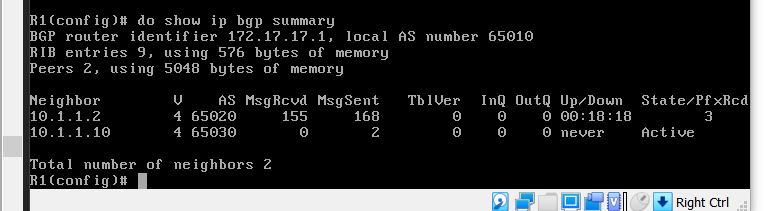 R1(config)# do show ip bgp summary
BGP router identifier 172.17.17.1, local AS number 65010
RIB entries 9, using 576 bytes of memory
Peers 2, using 5048 bytes of memory
Neighbor V AS MsgRcvd MsgSent TblVer InQ OutQ Up/Down State/PfxRcd
10.1.1.2 4 65020 155 168 0 0 0 00:18:18 3
10.1.1.10 4 65030 0 2 0 0 0 never Active
Total number of neighbors 2
R1(config)#
Right Ctrl